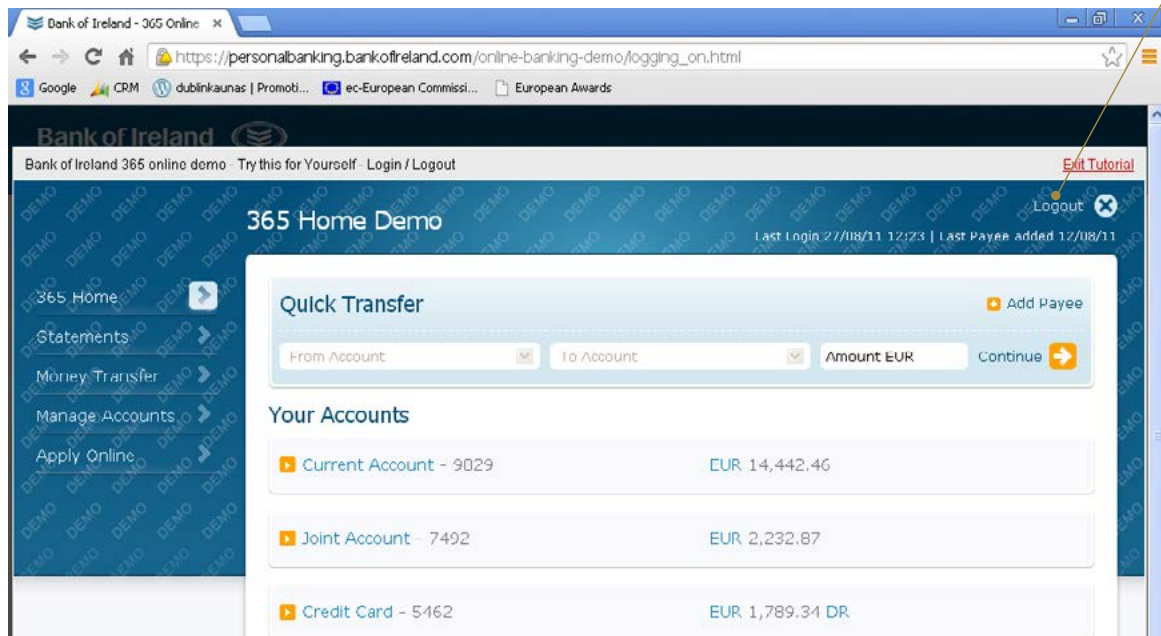 Bank of Ireland - 365 Online
https://personalbanking.bankofireland.com/online-banking-demo/logging_on.html
Google CRM dublinkaunas | Promoti... ec-European Commissi... European Awards
Bank of Ireland
Bank of Ireland 365 online demo - Try this for Yourself - Login / Logout Exit Tutorial
365 Home Demo Logout
Last Login 27/08/11 12:23 | Last Payee added 12/08/11
365 Home
Statements
Money Transfer
Manage Accounts
Apply Online
Quick Transfer Add Payee
From Account To Account Amount EUR Continue
Your Accounts
Current Account - 9029 EUR 14,442.46
Joint Account - 7492 EUR 2,232.87
Credit Card - 5462 EUR 1,789.34 DR
DEMO